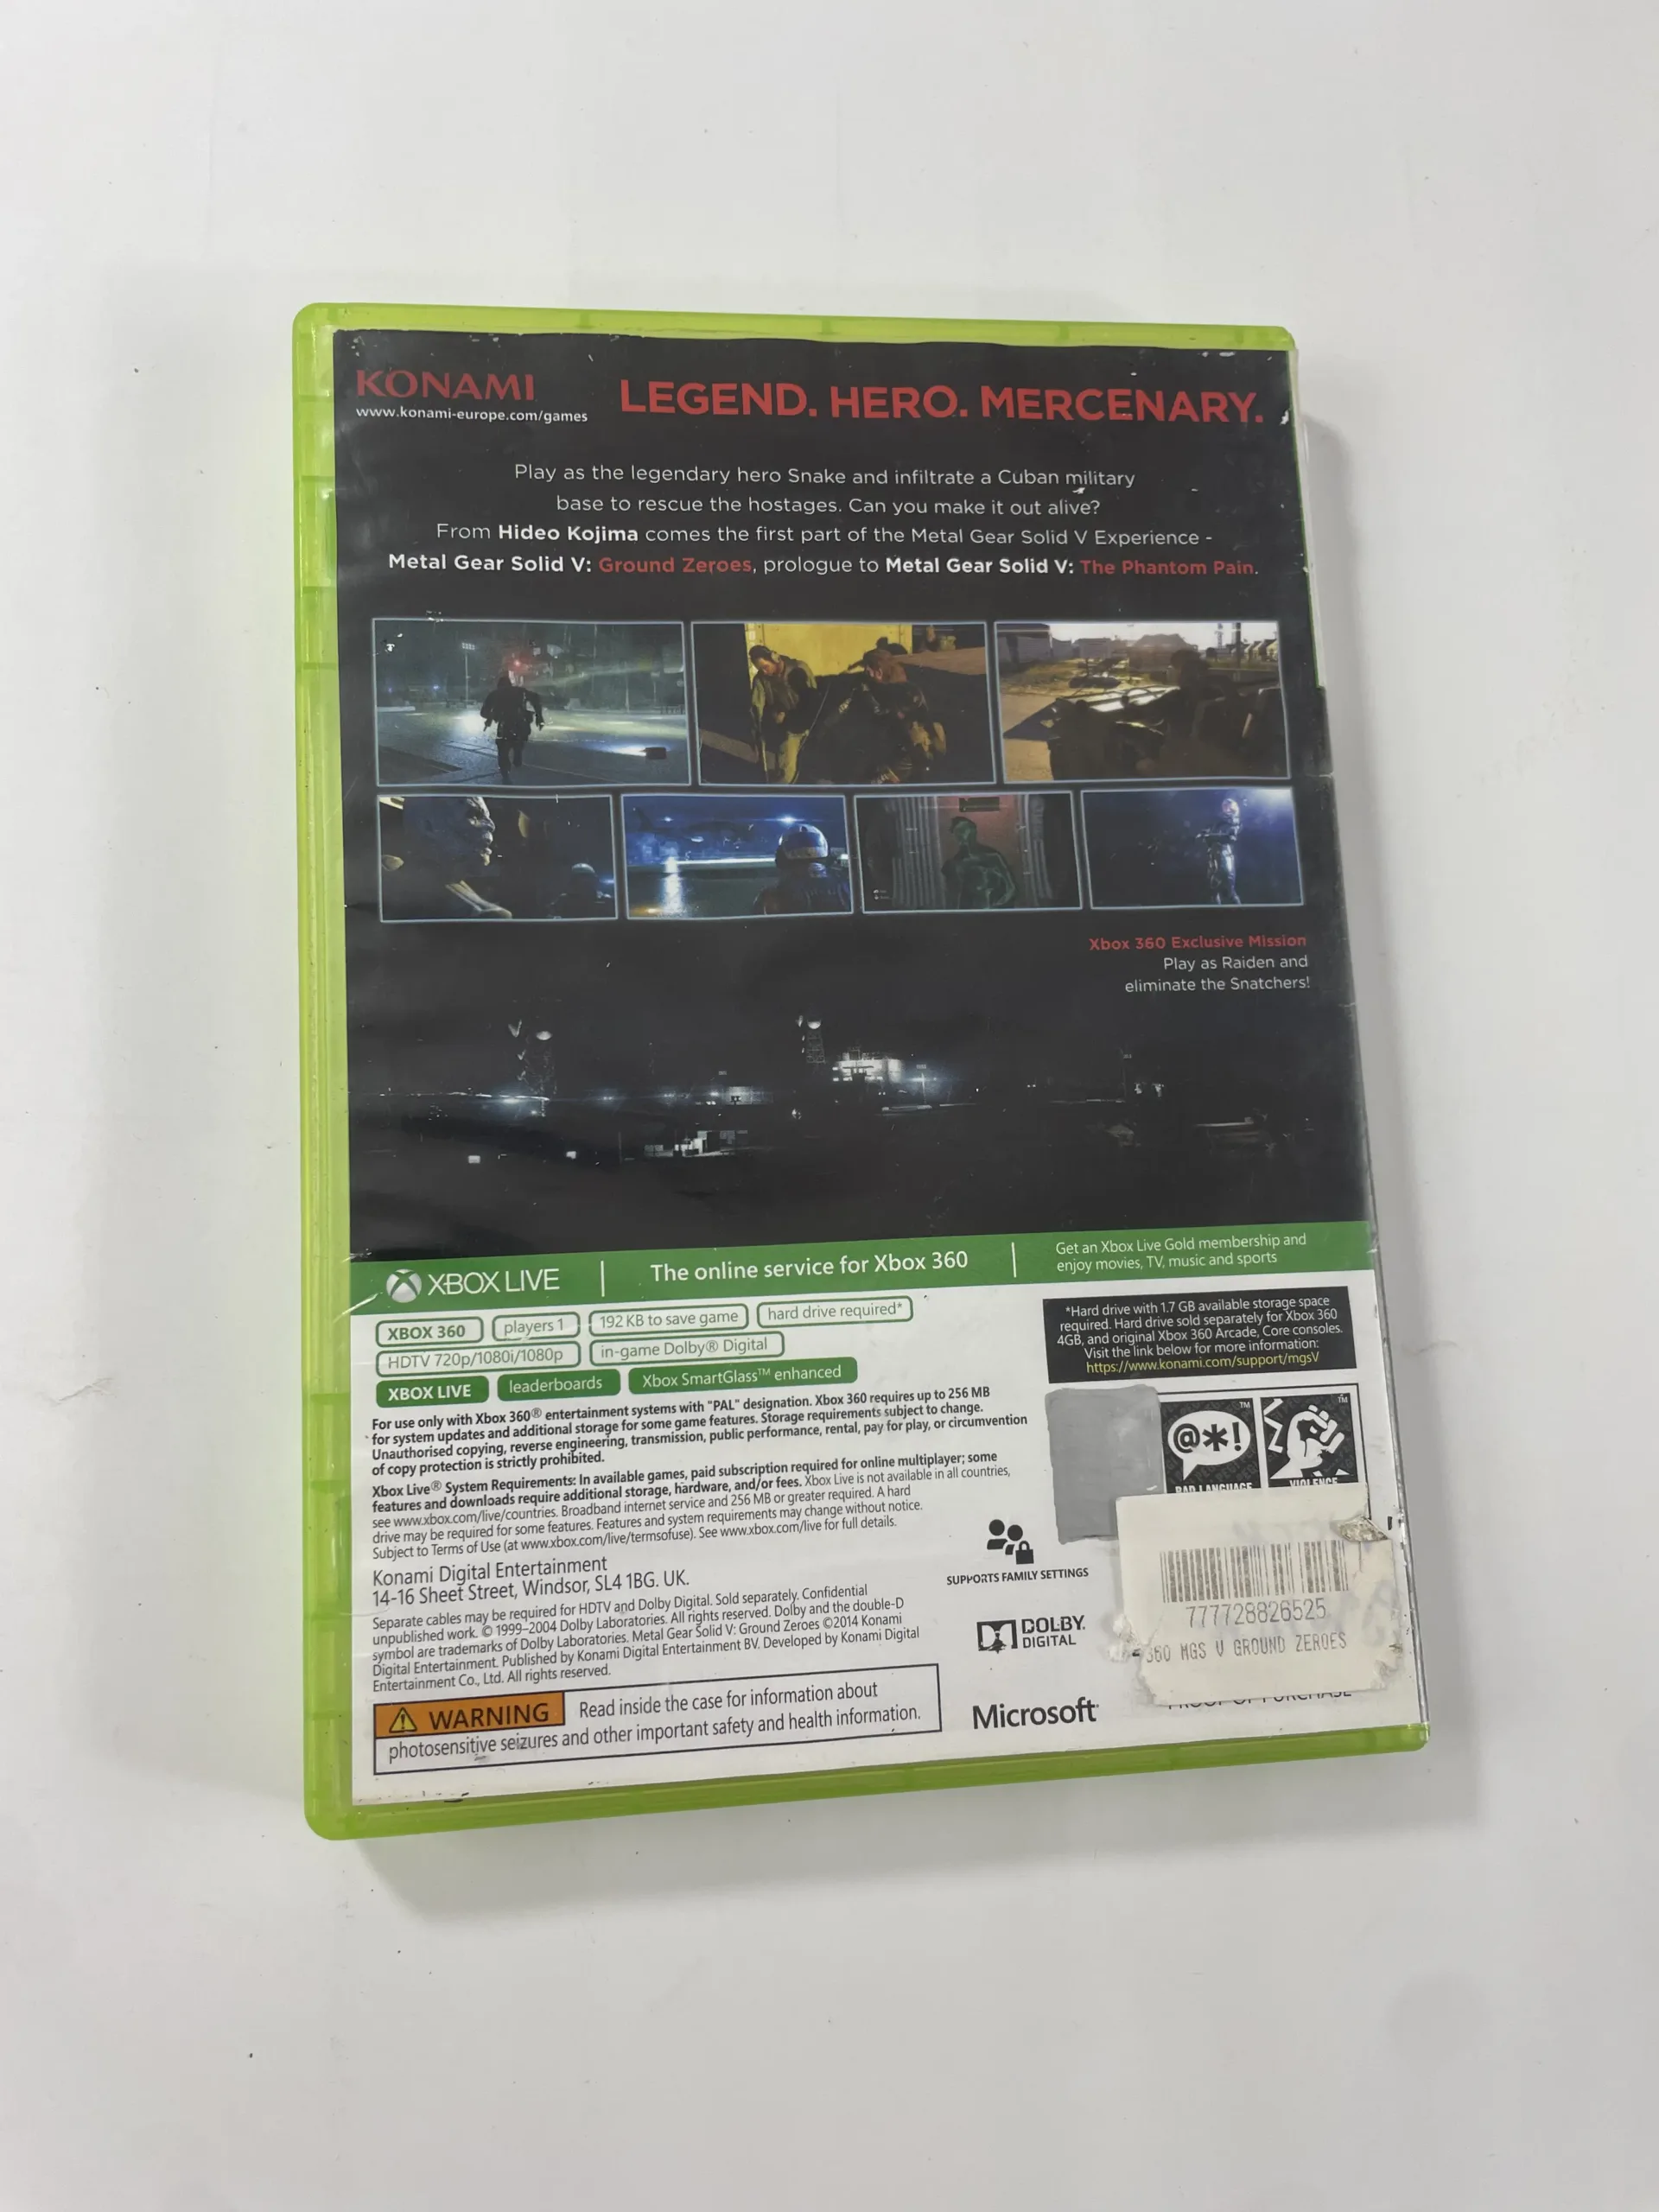 KONAMI
www.konami-europe.com/games
LEGEND. HERO. MERCENARY.
Play as the legendary hero Snake and infiltrate a Cuban military
base to rescue the hostages. Can you make it out alive?
From Hideo Kojima comes the first part of the Metal Gear Solid V Experience -
Metal Gear Solid V: Ground Zeroes, prologue to Metal Gear Solid V: The Phantom Pain.
Xbox 360 Exclusive Mission
Play as Raiden and
eliminate the Snatchers!
XBOX LIVE
The online service for Xbox 360
Get an Xbox Live Gold membership and
enjoy movies, TV, music and sports
XBOX 360 players 1 192 KB to save game hard drive required*
HDTV 720p/1080i/1080p in-game Dolby® Digital
XBOX LIVE leaderboards Xbox SmartGlass™ enhanced
*Hard drive with 1.7 GB available storage space
required. Hard drive sold separately for Xbox 360
4GB, and original Xbox 360 Arcade, Core consoles.
Visit the link below for more information:
https://www.konami.com/support/mgsV
For use only with Xbox 360® entertainment systems with "PAL" designation. Xbox 360 requires up to 256 MB
for system updates and additional storage for some game features. Storage requirements subject to change.
Unauthorised copying, reverse engineering, transmission, public performance, rental, pay for play, or circumvention
of copy protection is strictly prohibited.
Xbox Live® System Requirements: In available games, paid subscription required for online multiplayer; some
features and downloads require additional storage, hardware, and/or fees. Xbox Live is not available in all countries,
see www.xbox.com/live/countries. Broadband internet service and 256 MB or greater required. A hard
drive may be required for some features. Features and system requirements may change without notice.
Subject to Terms of Use (at www.xbox.com/live/termsofuse). See www.xbox.com/live for full details.
Konami Digital Entertainment
14-16 Sheet Street, Windsor, SL4 1BG. UK.
Separate cables may be required for HDTV and Dolby Digital. Sold separately. Confidential
unpublished work. © 1999–2004 Dolby Laboratories. All rights reserved. Dolby and the double-D
symbol are trademarks of Dolby Laboratories. Metal Gear Solid V: Ground Zeroes ©2014 Konami
Digital Entertainment. Published by Konami Digital Entertainment BV. Developed by Konami Digital
Entertainment Co., Ltd. All rights reserved.
WARNING Read inside the case for information about
photosensitive seizures and other important safety and health information.
@*!
TM
BAD LANGUAGE
TM
VIOLENCE
SUPPORTS FAMILY SETTINGS
DOLBY
DIGITAL
Microsoft
777728826525
360 MGS V GROUND ZEROES
PROOF OF PURCHASE